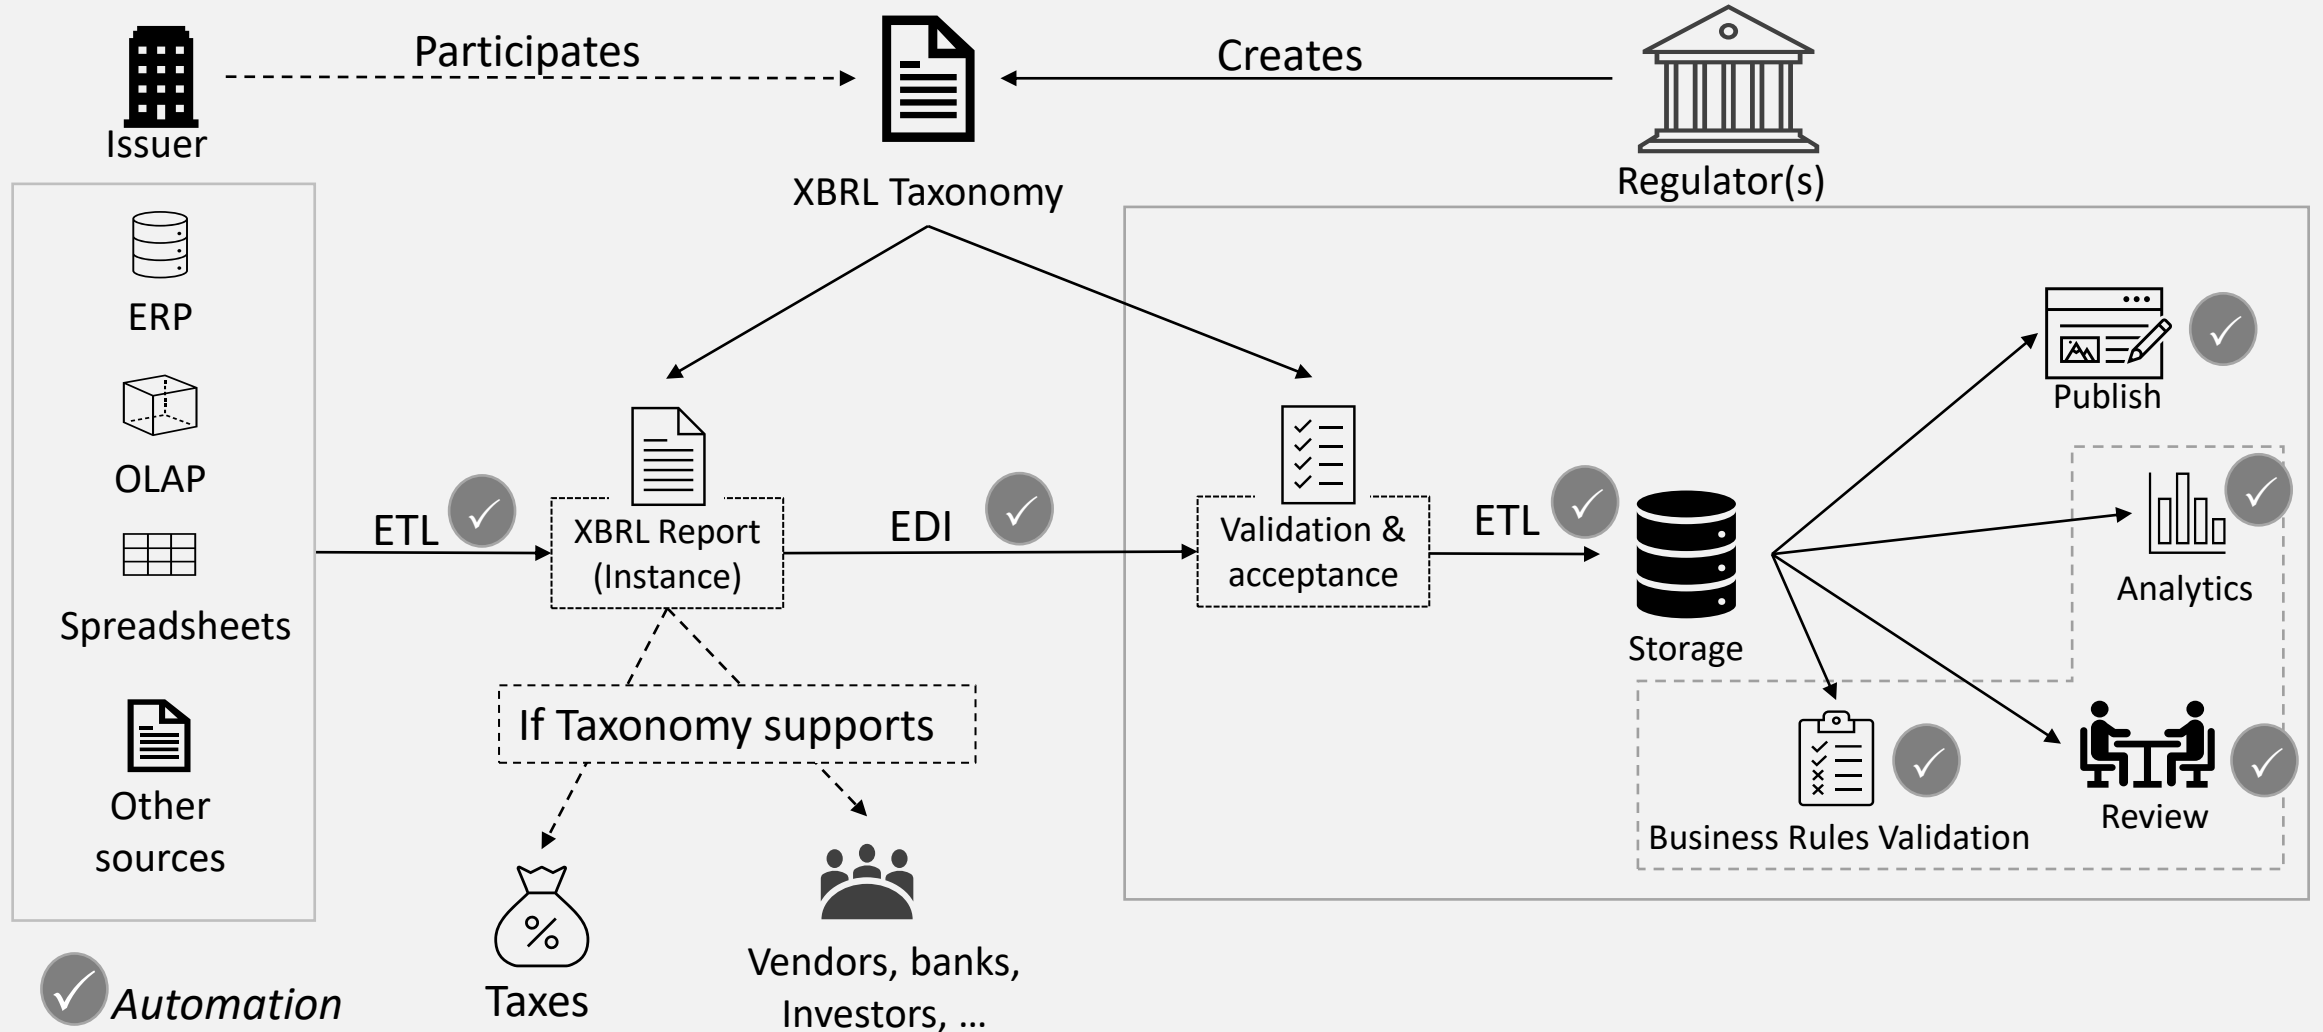 Participates
Creates
Issuer
XBRL Taxonomy
Regulator(s)
ERP
OLAP
Spreadsheets
Other
sources
ETL
XBRL Report
(Instance)
EDI
Validation &
acceptance
ETL
Storage
Publish
Analytics
Business Rules Validation
Review
If Taxonomy supports
Taxes
Vendors, banks,
Investors, ...
Automation